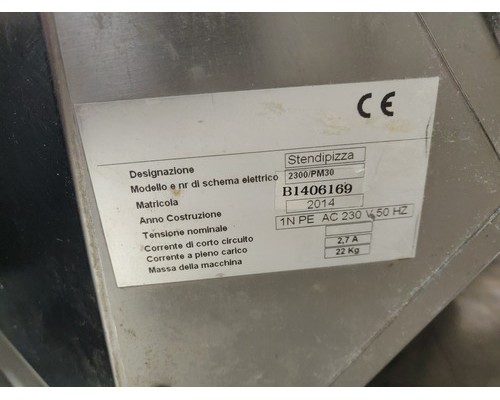 CE
Designazione Stendipizza
Modello e nr di schema elettrico 2300/PM30
Matricola B1406169
Anno Costruzione 2014
Tensione nominale 1N PE AC 230 V 50 HZ
Corrente di corto circuito
Corrente a pieno carico 2,7 A
Massa della macchina 22 Kg